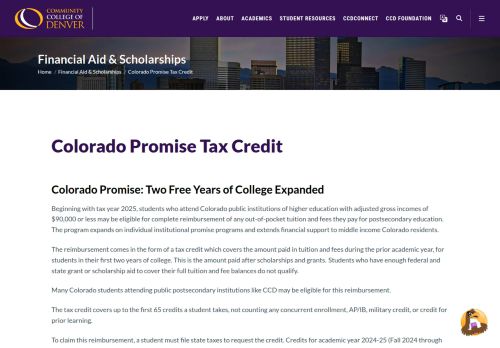 COMMUNITY
COLLEGE OF
DENVER
APPLY ABOUT ACADEMICS STUDENT RESOURCES CCDCONNECT CCD FOUNDATION
Financial Aid & Scholarships
Home / Financial Aid & Scholarships / Colorado Promise Tax Credit
Colorado Promise Tax Credit
Colorado Promise: Two Free Years of College Expanded
Beginning with tax year 2025, students who attend Colorado public institutions of higher education with adjusted gross incomes of
$90,000 or less may be eligible for complete reimbursement of any out-of-pocket tuition and fees they pay for postsecondary education.
The program expands on individual institutional promise programs and extends financial support to middle income Colorado residents.
The reimbursement comes in the form of a tax credit which covers the amount paid in tuition and fees during the prior academic year, for
students in their first two years of college. This is the amount paid after scholarships and grants. Students who have enough federal and
state grant or scholarship aid to cover their full tuition and fee balances do not qualify.
Many Colorado students attending public postsecondary institutions like CCD may be eligible for this reimbursement.
The tax credit covers up to the first 65 credits a student takes, not counting any concurrent enrollment, AP/IB, military credit, or credit for
prior learning.
To claim this reimbursement, a student must file state taxes to request the credit. Credits for academic year 2024-25 (Fall 2024 through